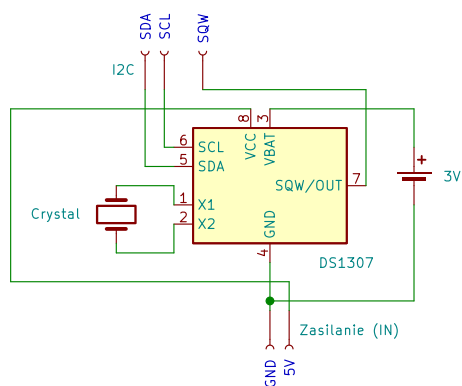 SDA
SCL
SQW
I2C
8
3
VCC
VBAT
6
SCL
5
SDA
SQW/OUT
7
+
3V
1
X1
2
X2
Crystal
GND
4
DS1307
Zasilanie (IN)
GND
5V